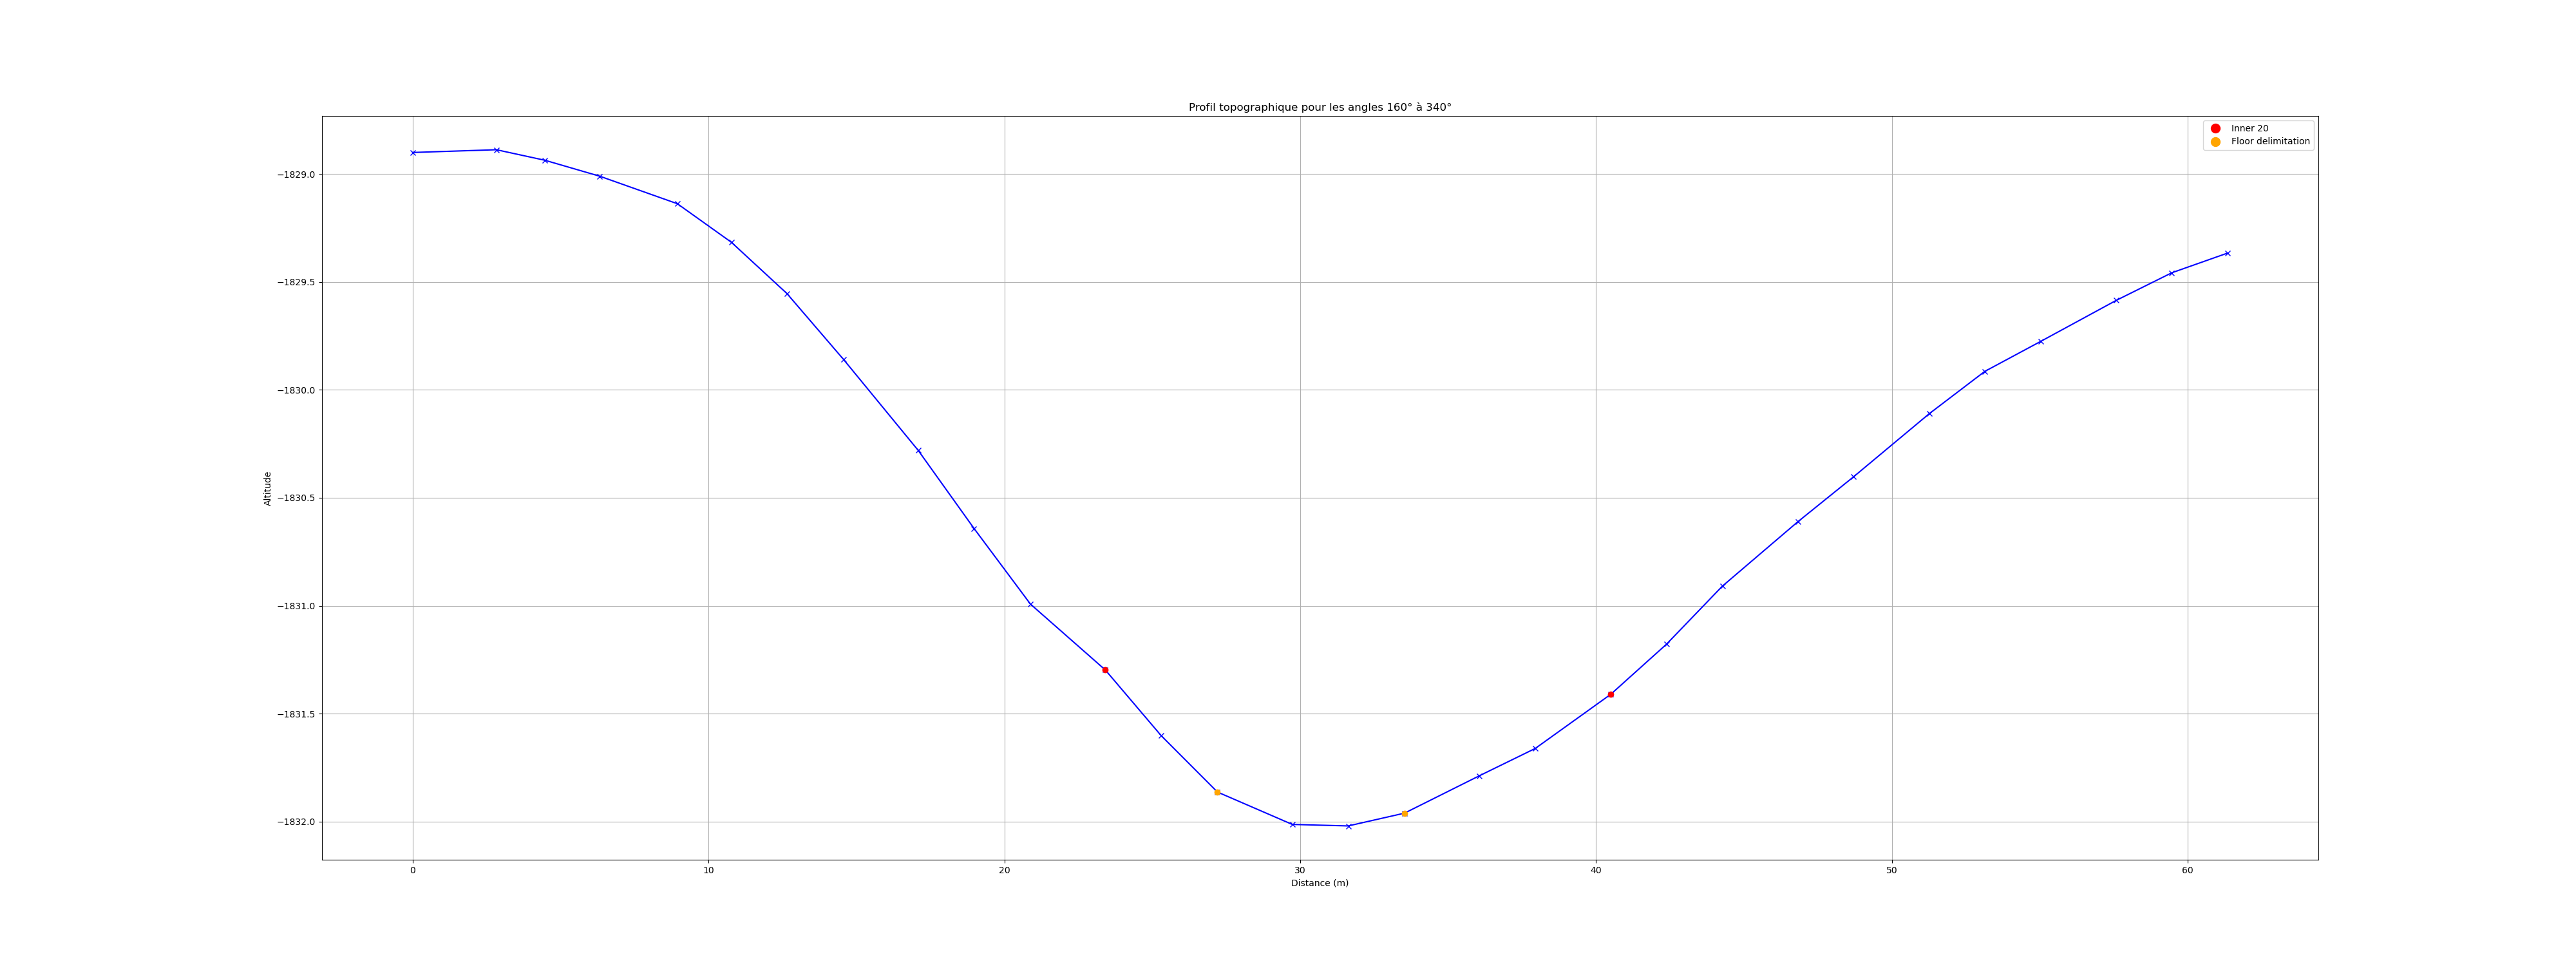 Profil topographique pour les angles 160° à 340°
Inner 20
Floor delimitation
−1829.0
−1829.5
−1830.0
−1830.5
−1831.0
−1831.5
−1832.0
Altitude
0 10 20 30 40 50 60
Distance (m)